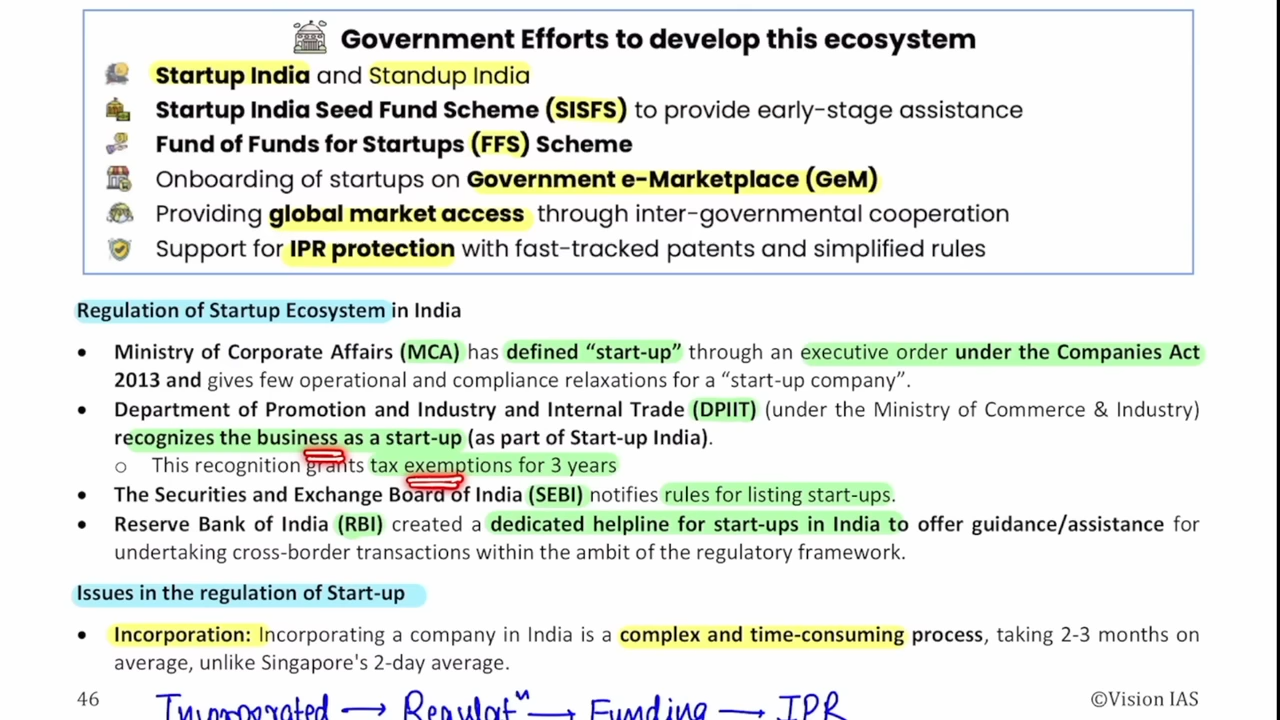 Government Efforts to develop this ecosystem
Startup India and Standup India
Startup India Seed Fund Scheme (SISFS) to provide early-stage assistance
Fund of Funds for Startups (FFS) Scheme
Onboarding of startups on Government e-Marketplace (GeM)
Providing global market access through inter-governmental cooperation
Support for IPR protection with fast-tracked patents and simplified rules
Regulation of Startup Ecosystem in India
• Ministry of Corporate Affairs (MCA) has defined “start-up” through an executive order under the Companies Act
2013 and gives few operational and compliance relaxations for a “start-up company”.
• Department of Promotion and Industry and Internal Trade (DPIIT) (under the Ministry of Commerce & Industry)
recognizes the business as a start-up (as part of Start-up India).
o This recognition grants tax exemptions for 3 years
• The Securities and Exchange Board of India (SEBI) notifies rules for listing start-ups.
• Reserve Bank of India (RBI) created a dedicated helpline for start-ups in India to offer guidance/assistance for
undertaking cross-border transactions within the ambit of the regulatory framework.
Issues in the regulation of Start-up
• Incorporation: Incorporating a company in India is a complex and time-consuming process, taking 2-3 months on
average, unlike Singapore's 2-day average.
46 ©Vision IAS
Incorporated → Regulatⁿ → Funding → IPR